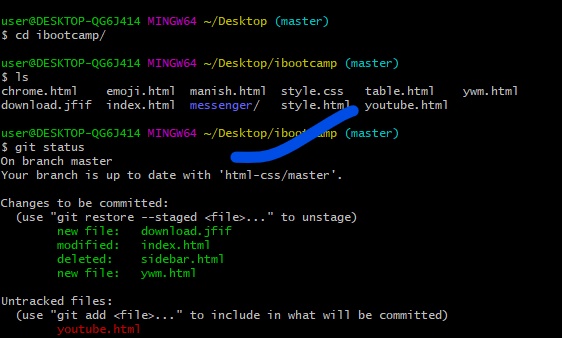 user@DESKTOP-QG6J414 MINGW64 ~/Desktop (master)
$ cd ibootcamp/
user@DESKTOP-QG6J414 MINGW64 ~/Desktop/ibootcamp (master)
$ ls
chrome.html emoji.html manish.html style.css table.html ywm.html
download.jfif index.html messenger/ style.html youtube.html
user@DESKTOP-QG6J414 MINGW64 ~/Desktop/ibootcamp (master)
$ git status
On branch master
Your branch is up to date with 'html-css/master'.
Changes to be committed:
(use "git restore --staged <file>..." to unstage)
new file: download.jfif
modified: index.html
deleted: sidebar.html
new file: ywm.html
Untracked files:
(use "git add <file>..." to include in what will be committed)
youtube.html